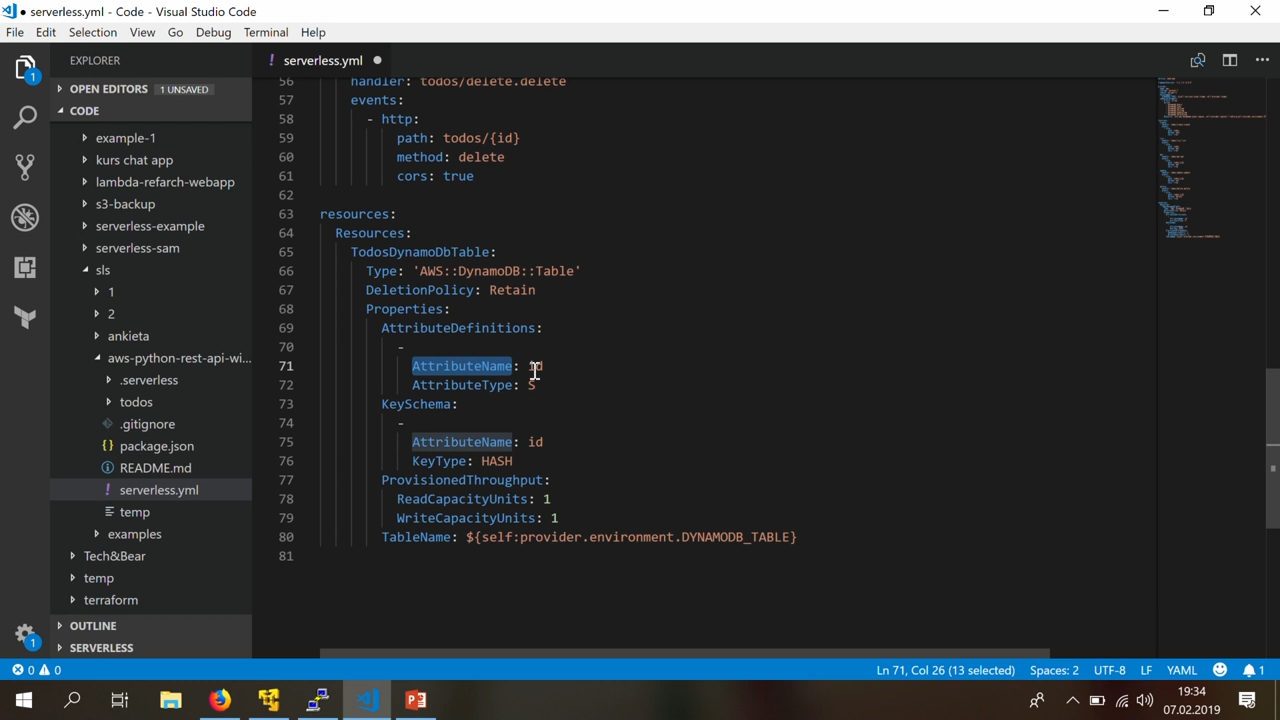 serverless.yml - Code - Visual Studio Code
File Edit Selection View Go Debug Terminal Help
EXPLORER
serverless.yml
OPEN EDITORS 1 UNSAVED
CODE
example-1
kurs chat app
lambda-refarch-webapp
s3-backup
serverless-example
serverless-sam
sls
1
2
ankieta
aws-python-rest-api-wi...
.serverless
todos
.gitignore
package.json
README.md
serverless.yml
temp
examples
Tech&Bear
temp
terraform
OUTLINE
SERVERLESS
1
1
56 handler: todos/delete.delete
57 events:
58 - http:
59 path: todos/{id}
60 method: delete
61 cors: true
62
63 resources:
64 Resources:
65 TodosDynamoDbTable:
66 Type: 'AWS::DynamoDB::Table'
67 DeletionPolicy: Retain
68 Properties:
69 AttributeDefinitions:
70 -
71 AttributeName: id
72 AttributeType: S
73 KeySchema:
74 -
75 AttributeName: id
76 KeyType: HASH
77 ProvisionedThroughput:
78 ReadCapacityUnits: 1
79 WriteCapacityUnits: 1
80 TableName: ${self:provider.environment.DYNAMODB_TABLE}
81
0 0 Ln 71, Col 26 (13 selected) Spaces: 2 UTF-8 LF YAML 1
19:34
07.02.2019